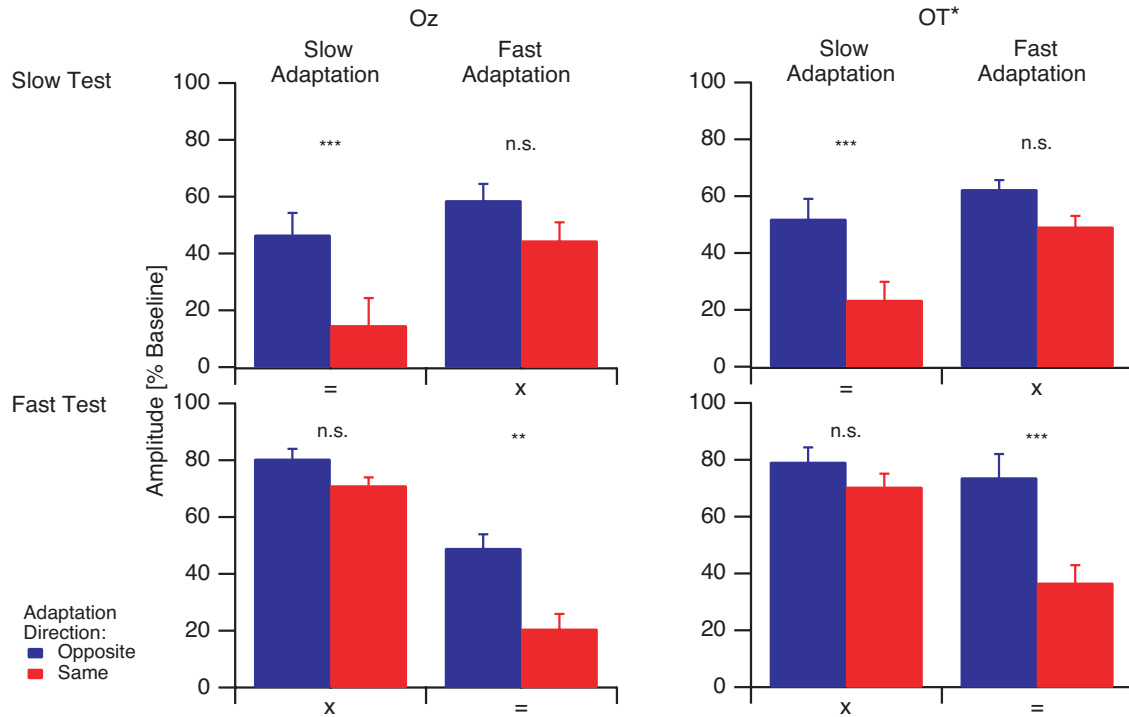 Oz
OT*
Slow Adaptation
Fast Adaptation
Slow Adaptation
Fast Adaptation
Slow Test
100
80
60
40
20
0
***
n.s.
=
x
100
80
60
40
20
0
***
n.s.
=
x
Amplitude [% Baseline]
Fast Test
100
80
60
40
20
0
n.s.
**
x
=
100
80
60
40
20
0
n.s.
***
x
=
Adaptation
Direction:
Opposite
Same